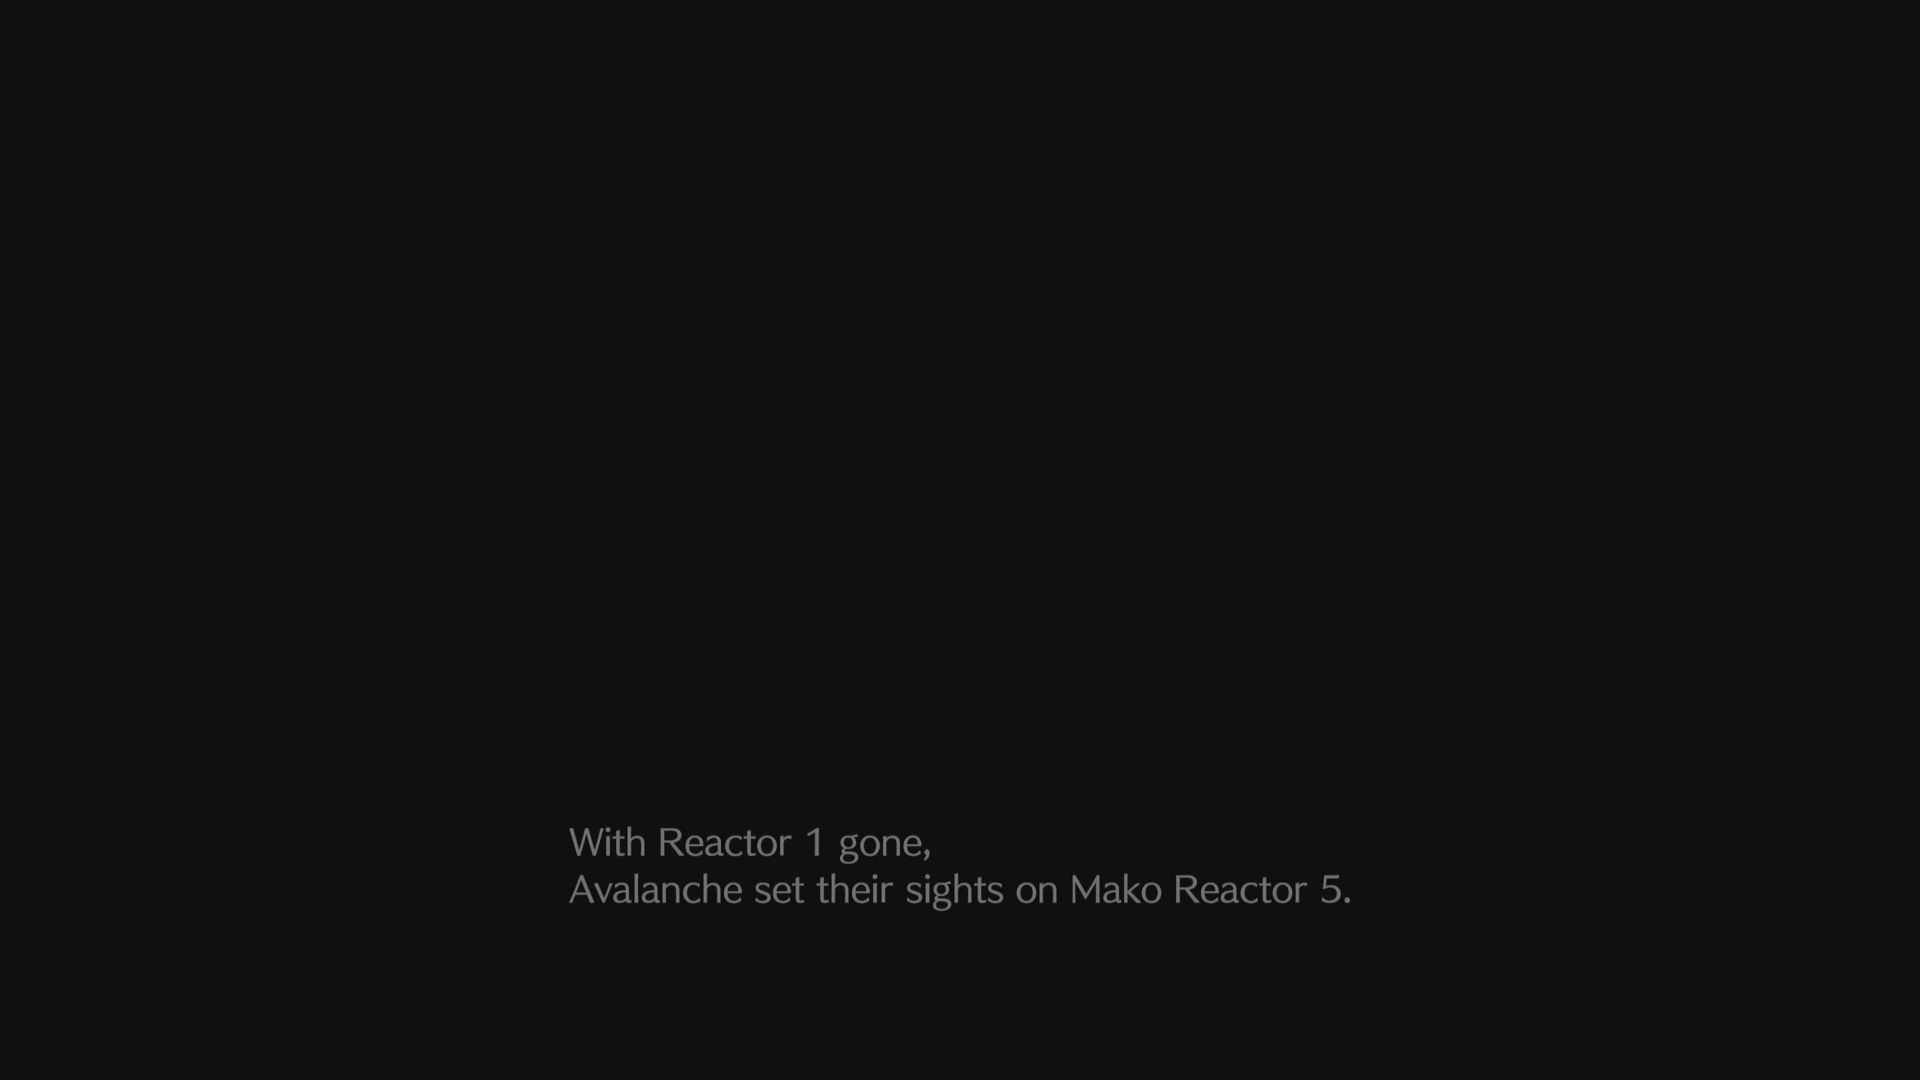 With Reactor 1 gone,
Avalanche set their sights on Mako Reactor 5.